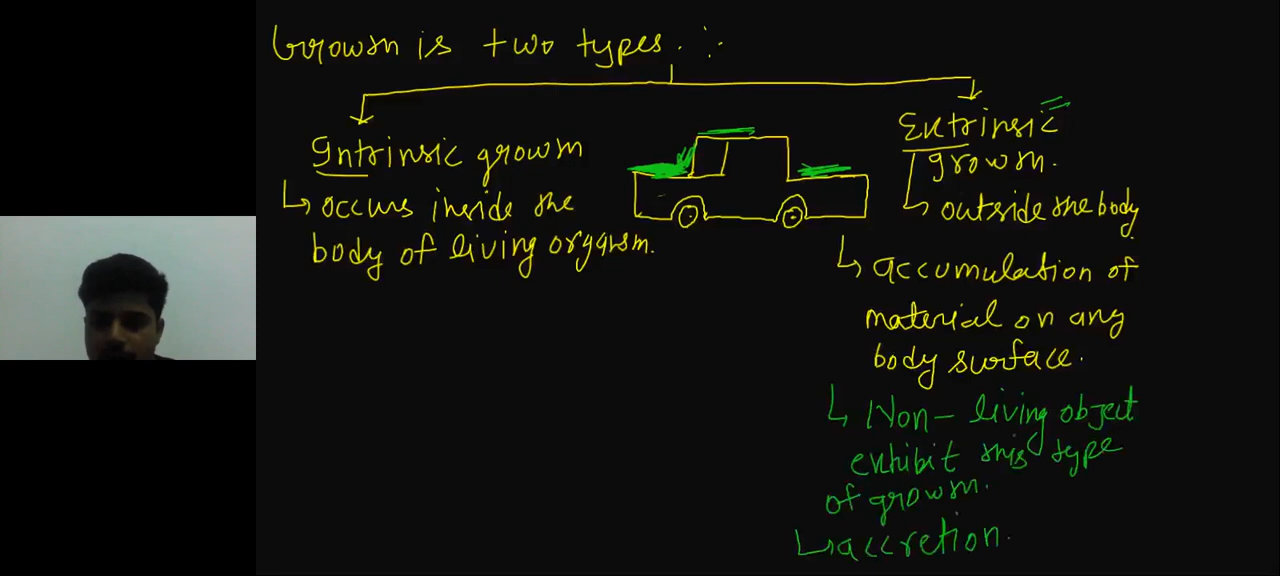 Growth is two types :
Intrinsic growth
↳ occurs inside the
body of living organism.
Extrinsic
growth.
↳ outside the body
↳ accumulation of
material on any
body surface.
↳ Non-living object
exhibit this type
of growth.
↳ accretion.